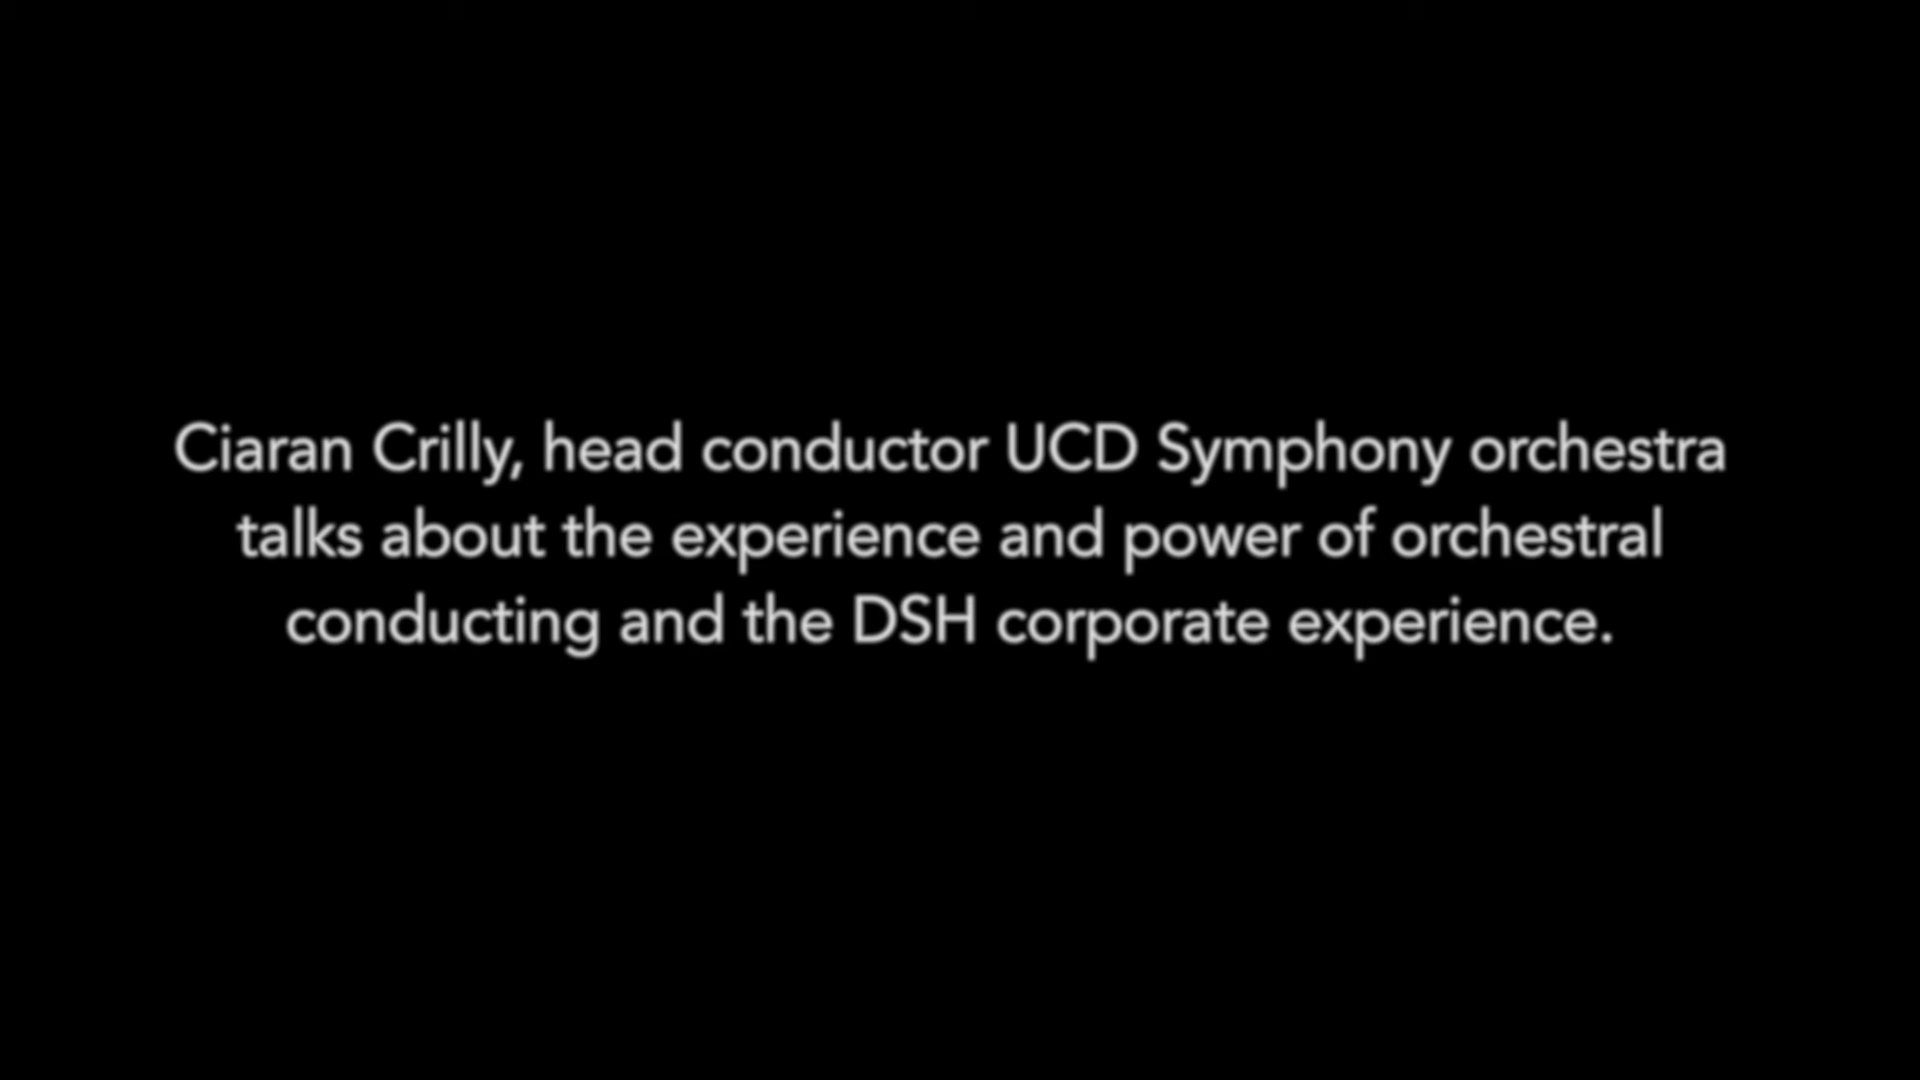 Ciaran Crilly, head conductor UCD Symphony orchestra
talks about the experience and power of orchestral
conducting and the DSH corporate experience.